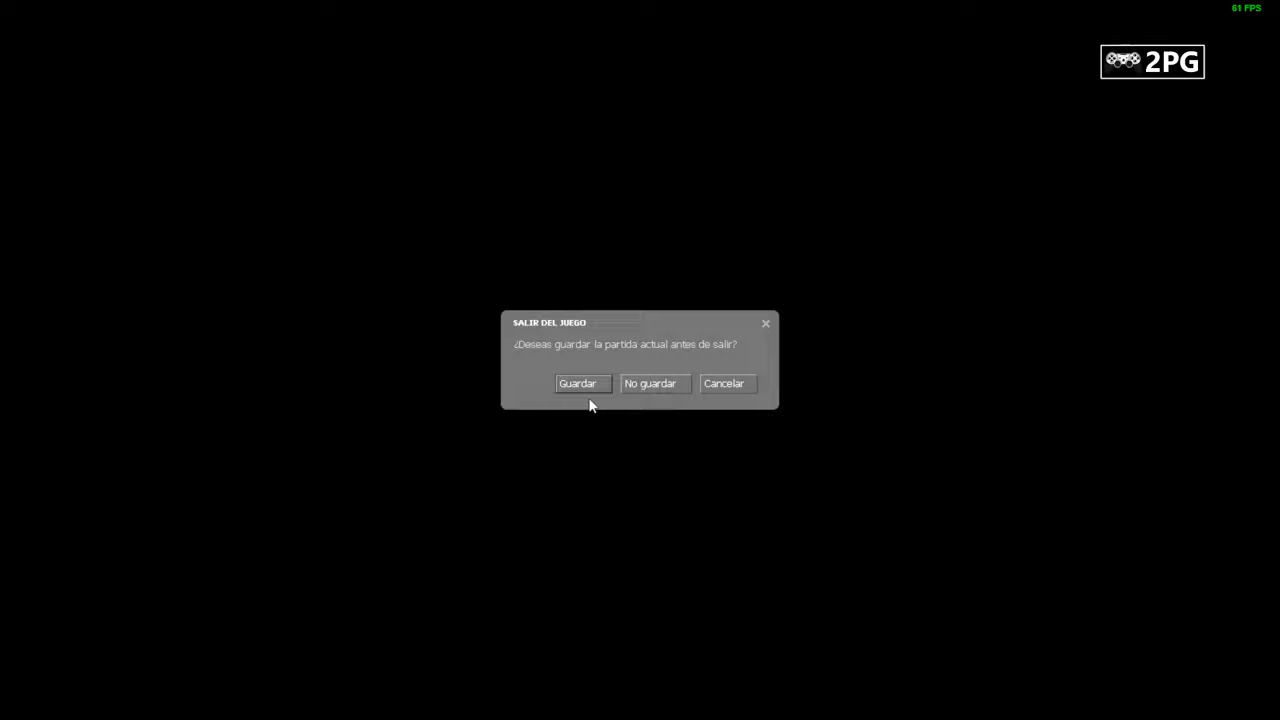 61 FPS
2PG
SALIR DEL JUEGO
¿Deseas guardar la partida actual antes de salir?
Guardar
No guardar
Cancelar